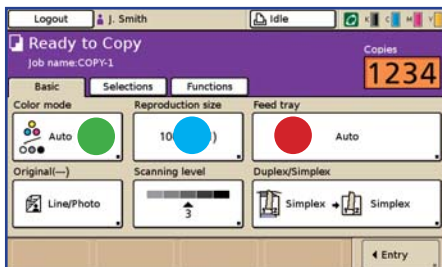 Logout J. Smith Idle K C M Y
Ready to Copy
Job name:COPY-1
Copies
1234
Basic Selections Functions
Color mode Reproduction size Feed tray
Auto 10 ) Auto
Original(—) Scanning level Duplex/Simplex
Line/Photo 3 Simplex Simplex
Entry